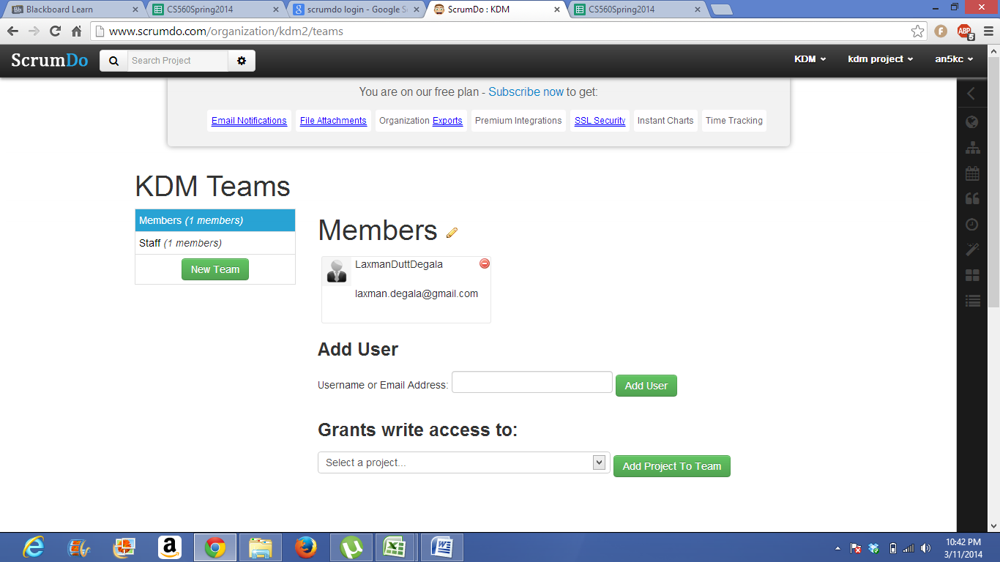 Blackboard Learn
CS560Spring2014
scrumdo login - Google S
ScrumDo : KDM
CS560Spring2014
www.scrumdo.com/organization/kdm2/teams
ABP
5
ScrumDo
Search Project
KDM
kdm project
an5kc
You are on our free plan - Subscribe now to get:
Email Notifications
File Attachments
Organization Exports
Premium Integrations
SSL Security
Instant Charts
Time Tracking
KDM Teams
Members (1 members)
Staff (1 members)
New Team
Members
LaxmanDuttDegala
laxman.degala@gmail.com
Add User
Username or Email Address:
Add User
Grants write access to:
Select a project...
Add Project To Team
10:42 PM
3/11/2014